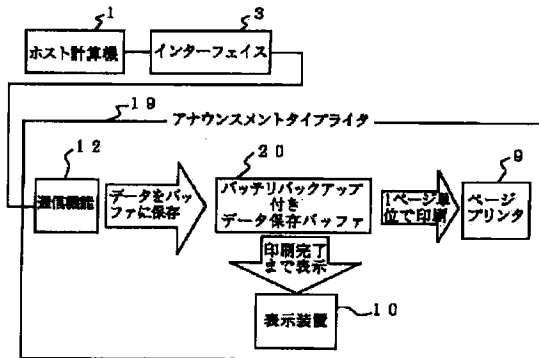 1
3
ホスト計算機
インターフェイス
19
アナウンスメントタイプライタ
12
20
9
通信機能
データをバッ
ファに保存
バッテリバックアップ
付き
データ保存バッファ
1ページ単
位で印刷
ページ
プリンタ
印刷完了
まで表示
表示装置
10